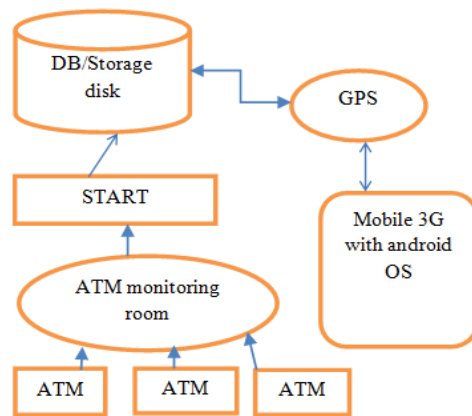 DB/Storage
disk
GPS
START
Mobile 3G
with android
OS
ATM monitoring
room
ATM
ATM
ATM